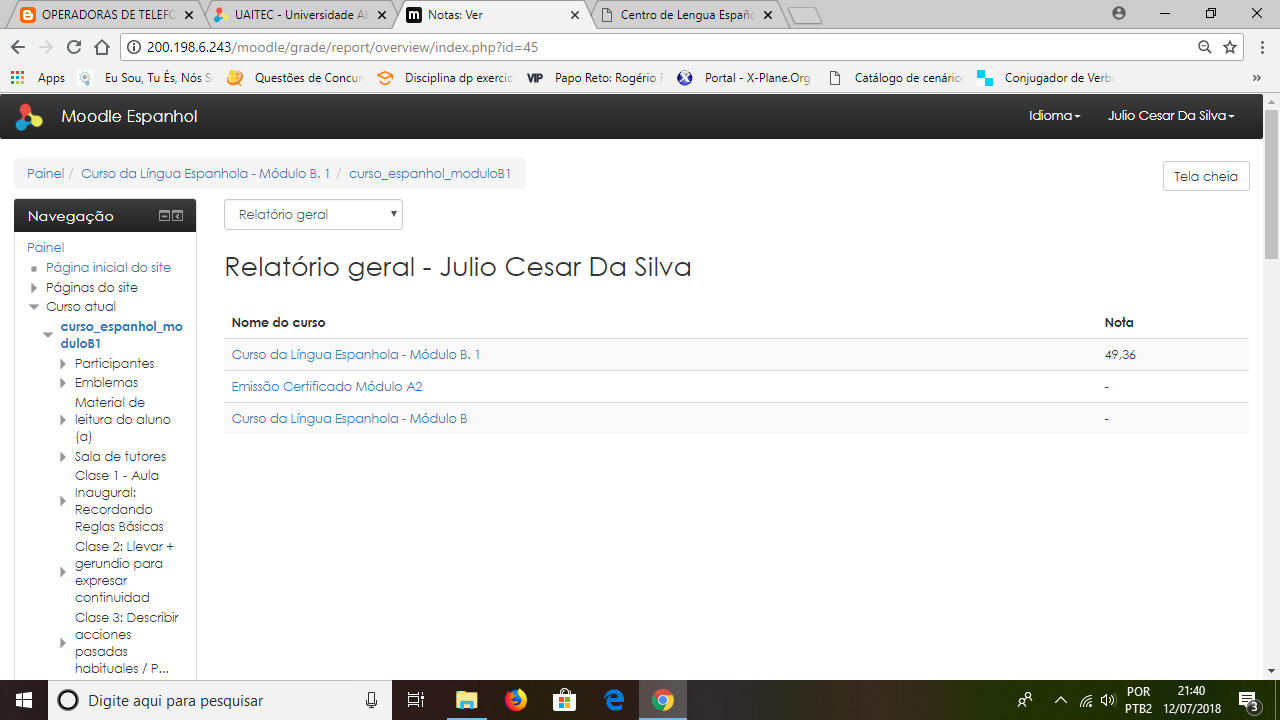 OPERADORAS DE TELEFO
UAITEC - Universidade Ab
Notas: Ver
Centro de Lengua Españo
200.198.6.243/moodle/grade/report/overview/index.php?id=45
Apps
Eu Sou, Tu És, Nós S
Questões de Concur
Disciplina dp exercic
VIP Papo Reto: Rogério F
Portal - X-Plane.Org
Catálogo de cenário
Conjugador de Verb
»
Moodle Espanhol
Idioma
Julio Cesar Da Silva
Painel / Curso da Língua Espanhola - Módulo B. 1 / curso_espanhol_moduloB1
Tela cheia
Navegação
Painel
Página inicial do site
Páginas do site
Curso atual
curso_espanhol_mo
duloB1
Participantes
Emblemas
Material de
leitura do aluno
(a)
Sala de tutores
Clase 1 - Aula
Inaugural:
Recordando
Reglas Básicas
Clase 2: Llevar +
gerundio para
expresar
continuidad
Clase 3: Describir
acciones
pasadas
habituales / P...
Relatório geral
Relatório geral - Julio Cesar Da Silva
Nome do curso Nota
Curso da Língua Espanhola - Módulo B. 1 49,36
Emissão Certificado Módulo A2 -
Curso da Língua Espanhola - Módulo B -
Digite aqui para pesquisar
POR
PTB2
21:40
12/07/2018
3